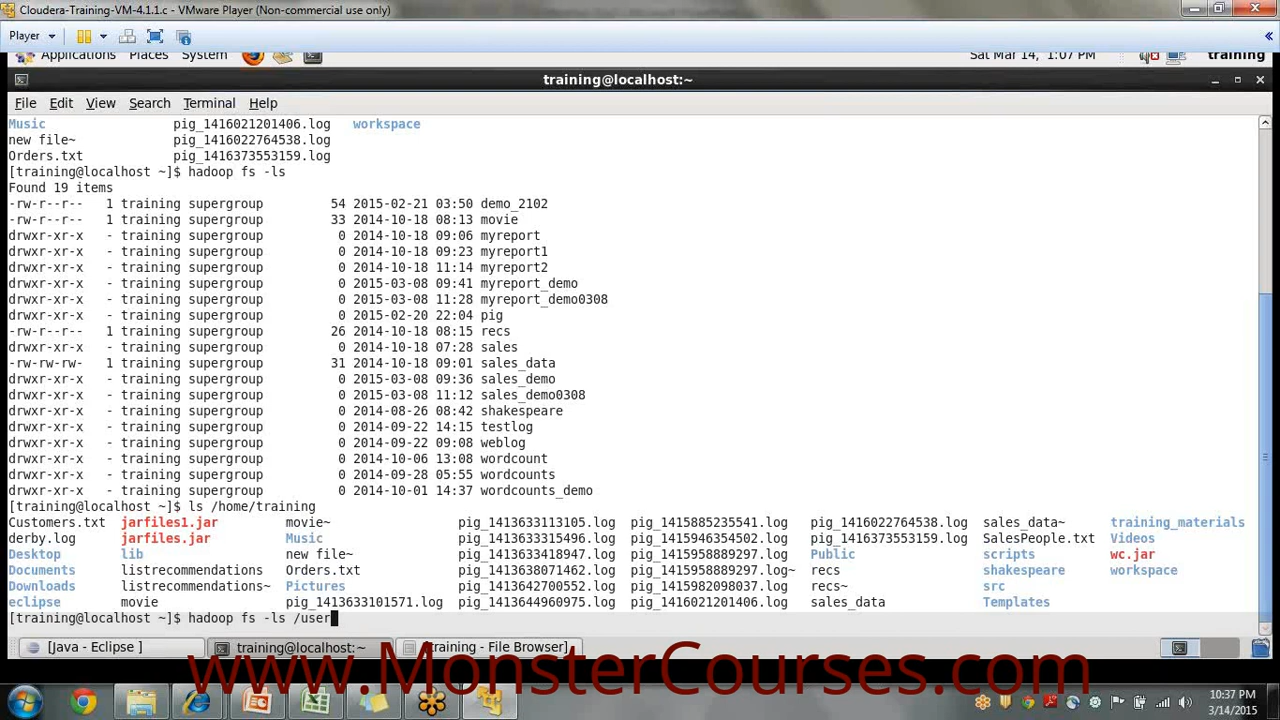 Cloudera-Training-VM-4.1.1.c - VMware Player (Non-commercial use only)
Player
Applications Places System Sat Mar 14, 1:07 PM training
training@localhost:~
File Edit View Search Terminal Help
Music pig_1416021201406.log workspace
new file~ pig_1416022764538.log
Orders.txt pig_1416373553159.log
[training@localhost ~]$ hadoop fs -ls
Found 19 items
-rw-r--r-- 1 training supergroup 54 2015-02-21 03:50 demo_2102
-rw-r--r-- 1 training supergroup 33 2014-10-18 08:13 movie
drwxr-xr-x - training supergroup 0 2014-10-18 09:06 myreport
drwxr-xr-x - training supergroup 0 2014-10-18 09:23 myreport1
drwxr-xr-x - training supergroup 0 2014-10-18 11:14 myreport2
drwxr-xr-x - training supergroup 0 2015-03-08 09:41 myreport_demo
drwxr-xr-x - training supergroup 0 2015-03-08 11:28 myreport_demo0308
drwxr-xr-x - training supergroup 0 2015-02-20 22:04 pig
-rw-r--r-- 1 training supergroup 26 2014-10-18 08:15 recs
drwxr-xr-x - training supergroup 0 2014-10-18 07:28 sales
-rw-rw-rw- 1 training supergroup 31 2014-10-18 09:01 sales_data
drwxr-xr-x - training supergroup 0 2015-03-08 09:36 sales_demo
drwxr-xr-x - training supergroup 0 2015-03-08 11:12 sales_demo0308
drwxr-xr-x - training supergroup 0 2014-08-26 08:42 shakespeare
drwxr-xr-x - training supergroup 0 2014-09-22 14:15 testlog
drwxr-xr-x - training supergroup 0 2014-09-22 09:08 weblog
drwxr-xr-x - training supergroup 0 2014-10-06 13:08 wordcount
drwxr-xr-x - training supergroup 0 2014-09-28 05:55 wordcounts
drwxr-xr-x - training supergroup 0 2014-10-01 14:37 wordcounts_demo
[training@localhost ~]$ ls /home/training
Customers.txt jarfiles1.jar movie~ pig_1413633113105.log pig_1415885235541.log pig_1416022764538.log sales_data~ training_materials
derby.log jarfiles.jar Music pig_1413633315496.log pig_1415946354502.log pig_1416373553159.log SalesPeople.txt Videos
Desktop lib new file~ pig_1413633418947.log pig_1415958889297.log Public scripts wc.jar
Documents listrecommendations Orders.txt pig_1413638071462.log pig_1415958889297.log~ recs shakespeare workspace
Downloads listrecommendations~ Pictures pig_1413642700552.log pig_1415982098037.log recs~ src
eclipse movie pig_1413633101571.log pig_1413644960975.log pig_1416021201406.log sales_data Templates
[training@localhost ~]$ hadoop fs -ls /user
[Java - Eclipse ] training@localhost:~ [training - File Browser]
www.MonsterCourses.com
10:37 PM
3/14/2015